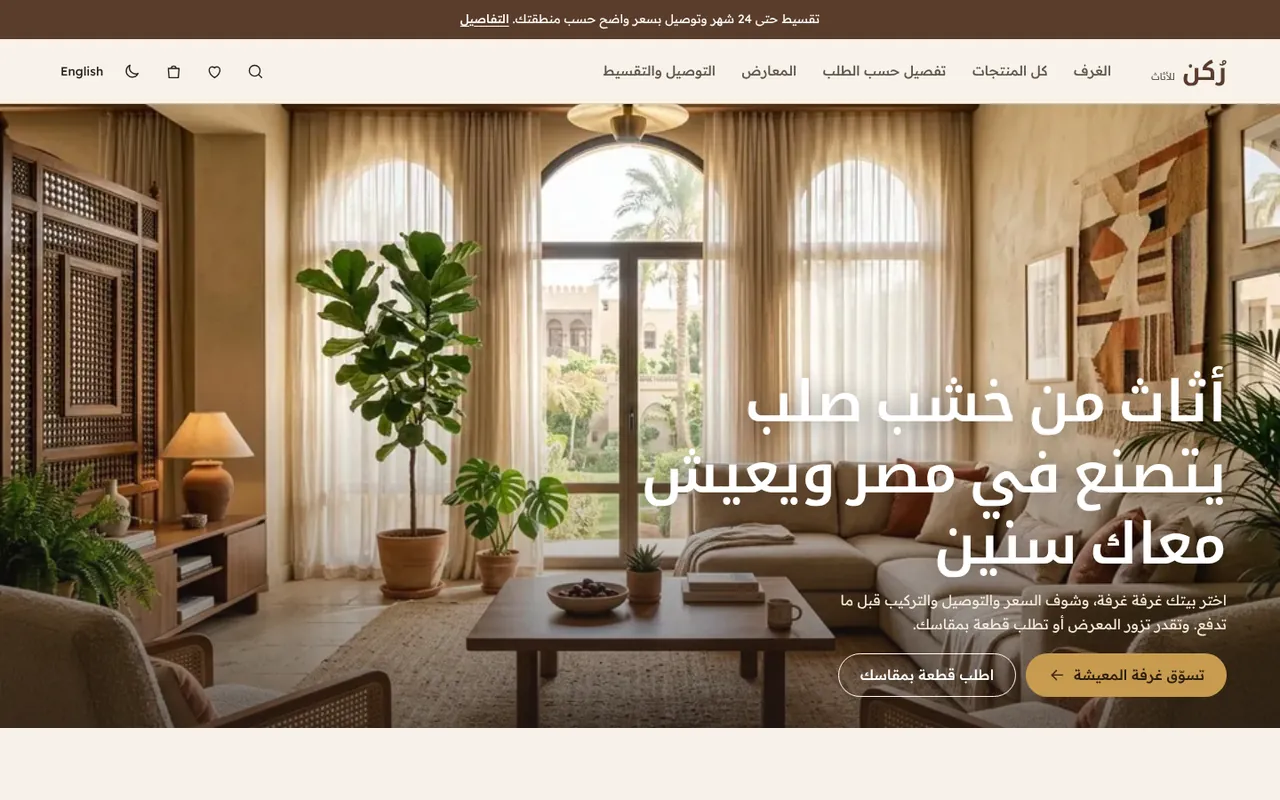 تقسيط حتى 24 شهر وتوصيل بسعر واضح حسب منطقتك. التفاصيل
رُكن للأثاث
الغرف
كل المنتجات
تفصيل حسب الطلب
المعارض
التوصيل والتقسيط
English
أثاث من خشب صلب
يتصنع في مصر ويعيش
معاك سنين
اختر بيتك غرفة غرفة، وشوف السعر والتوصيل والتركيب قبل ما
تدفع. وتقدر تزور المعرض أو تطلب قطعة بمقاسك.
تسوّق غرفة المعيشة ←
اطلب قطعة بمقاسك